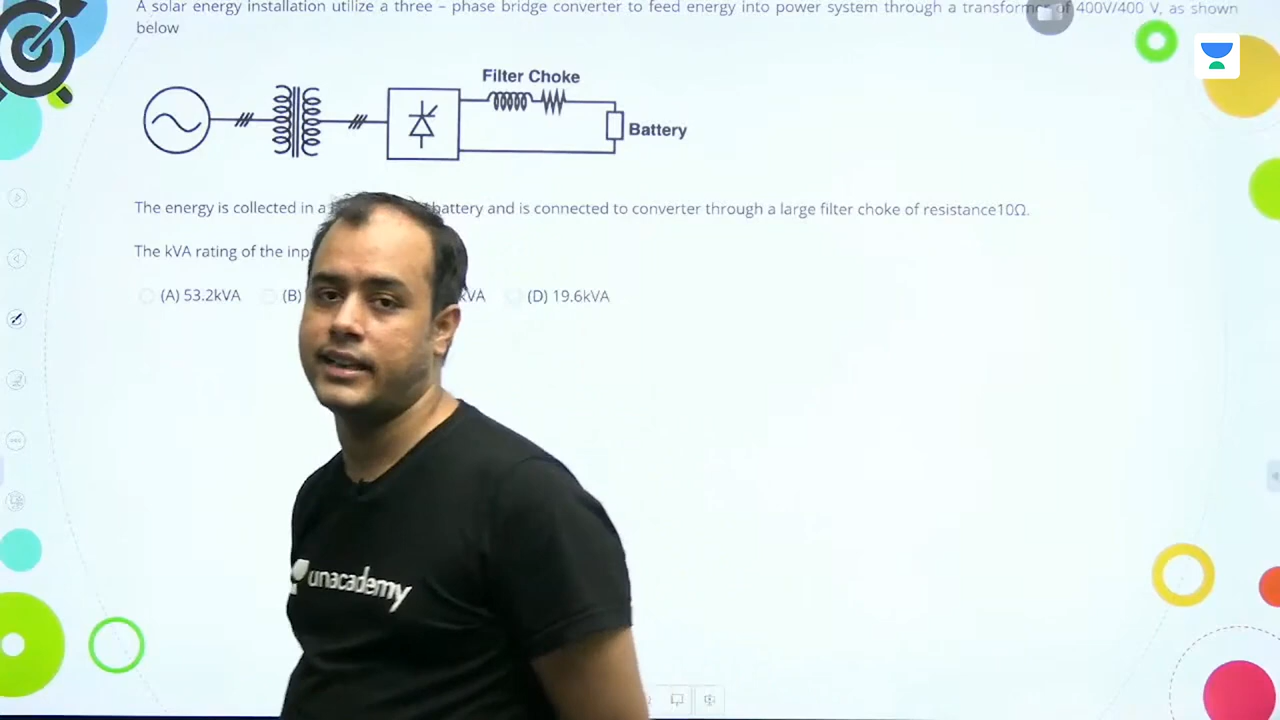 A solar energy installation utilize a three – phase bridge converter to feed energy into power system through a transformer of 400V/400 V, as shown
below
Filter Choke
Battery
The energy is collected in a battery and is connected to converter through a large filter choke of resistance10Ω.
The kVA rating of the
(A) 53.2kVA (B) kVA (D) 19.6kVA
unacademy